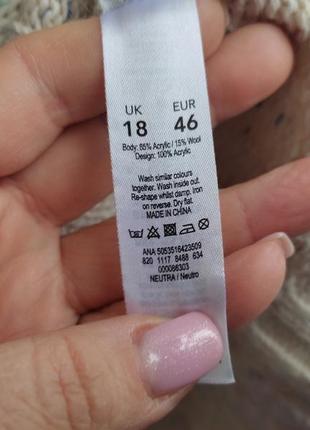 UK EUR
18 46
Body: 85% Acrylic / 15% Wool
Design: 100% Acrylic
Wash similar colours
together. Wash inside out.
Re-shape whilst damp, iron
on reverse. Dry flat.
MADE IN CHINA
ANA 5053516423509
820 1117 8488 634
000086303
NEUTRA / Neutro